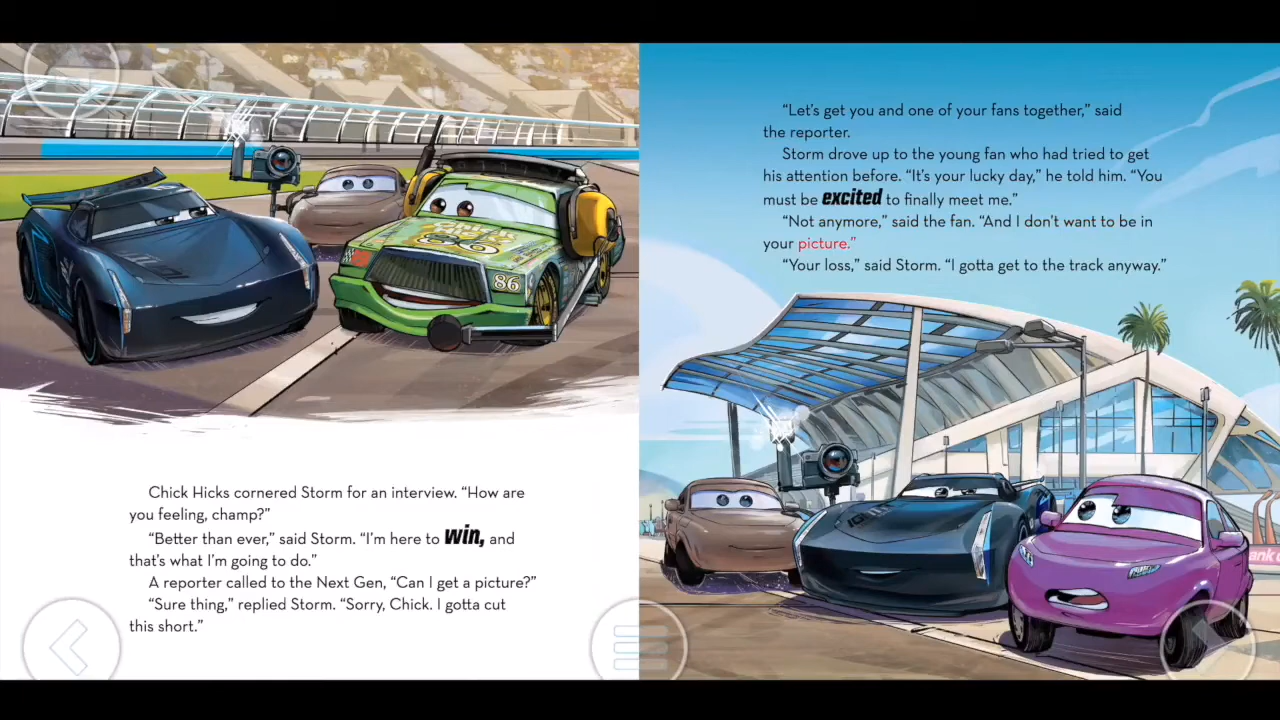 Chick Hicks cornered Storm for an interview. “How are
you feeling, champ?”
“Better than ever,” said Storm. “I’m here to win, and
that’s what I’m going to do.”
A reporter called to the Next Gen, “Can I get a picture?”
“Sure thing,” replied Storm. “Sorry, Chick. I gotta cut
this short.”
86
“Let’s get you and one of your fans together,” said
the reporter.
Storm drove up to the young fan who had tried to get
his attention before. “It’s your lucky day,” he told him. “You
must be excited to finally meet me.”
“Not anymore,” said the fan. “And I don’t want to be in
your picture.”
“Your loss,” said Storm. “I gotta get to the track anyway.”